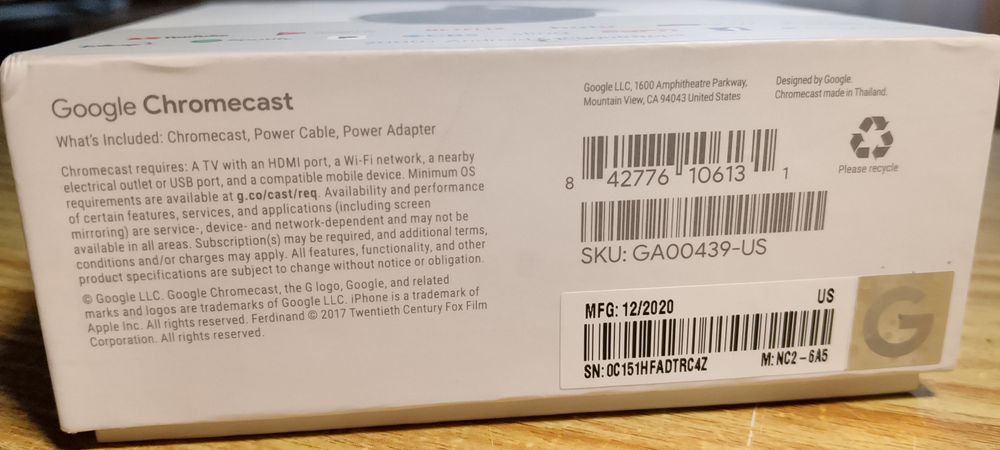 Google Chromecast
What's Included: Chromecast, Power Cable, Power Adapter
Chromecast requires: A TV with an HDMI port, a Wi-Fi network, a nearby
electrical outlet or USB port, and a compatible mobile device. Minimum OS
requirements are available at g.co/cast/req. Availability and performance
of certain features, services, and applications (including screen
mirroring) are service-, device- and network-dependent and may not be
available in all areas. Subscription(s) may be required, and additional terms,
conditions and/or charges may apply. All features, functionality, and other
product specifications are subject to change without notice or obligation.
© Google LLC. Google Chromecast, the G logo, Google, and related
marks and logos are trademarks of Google LLC. iPhone is a trademark of
Apple Inc. All rights reserved. Ferdinand © 2017 Twentieth Century Fox Film
Corporation. All rights reserved.
Google LLC, 1600 Amphitheatre Parkway,
Mountain View, CA 94043 United States
Designed by Google.
Chromecast made in Thailand.
8 42776 10613 1
Please recycle
SKU: GA00439-US
MFG: 12/2020 US
SN: 0C151HFADTRC4Z M: NC2-6A5
G